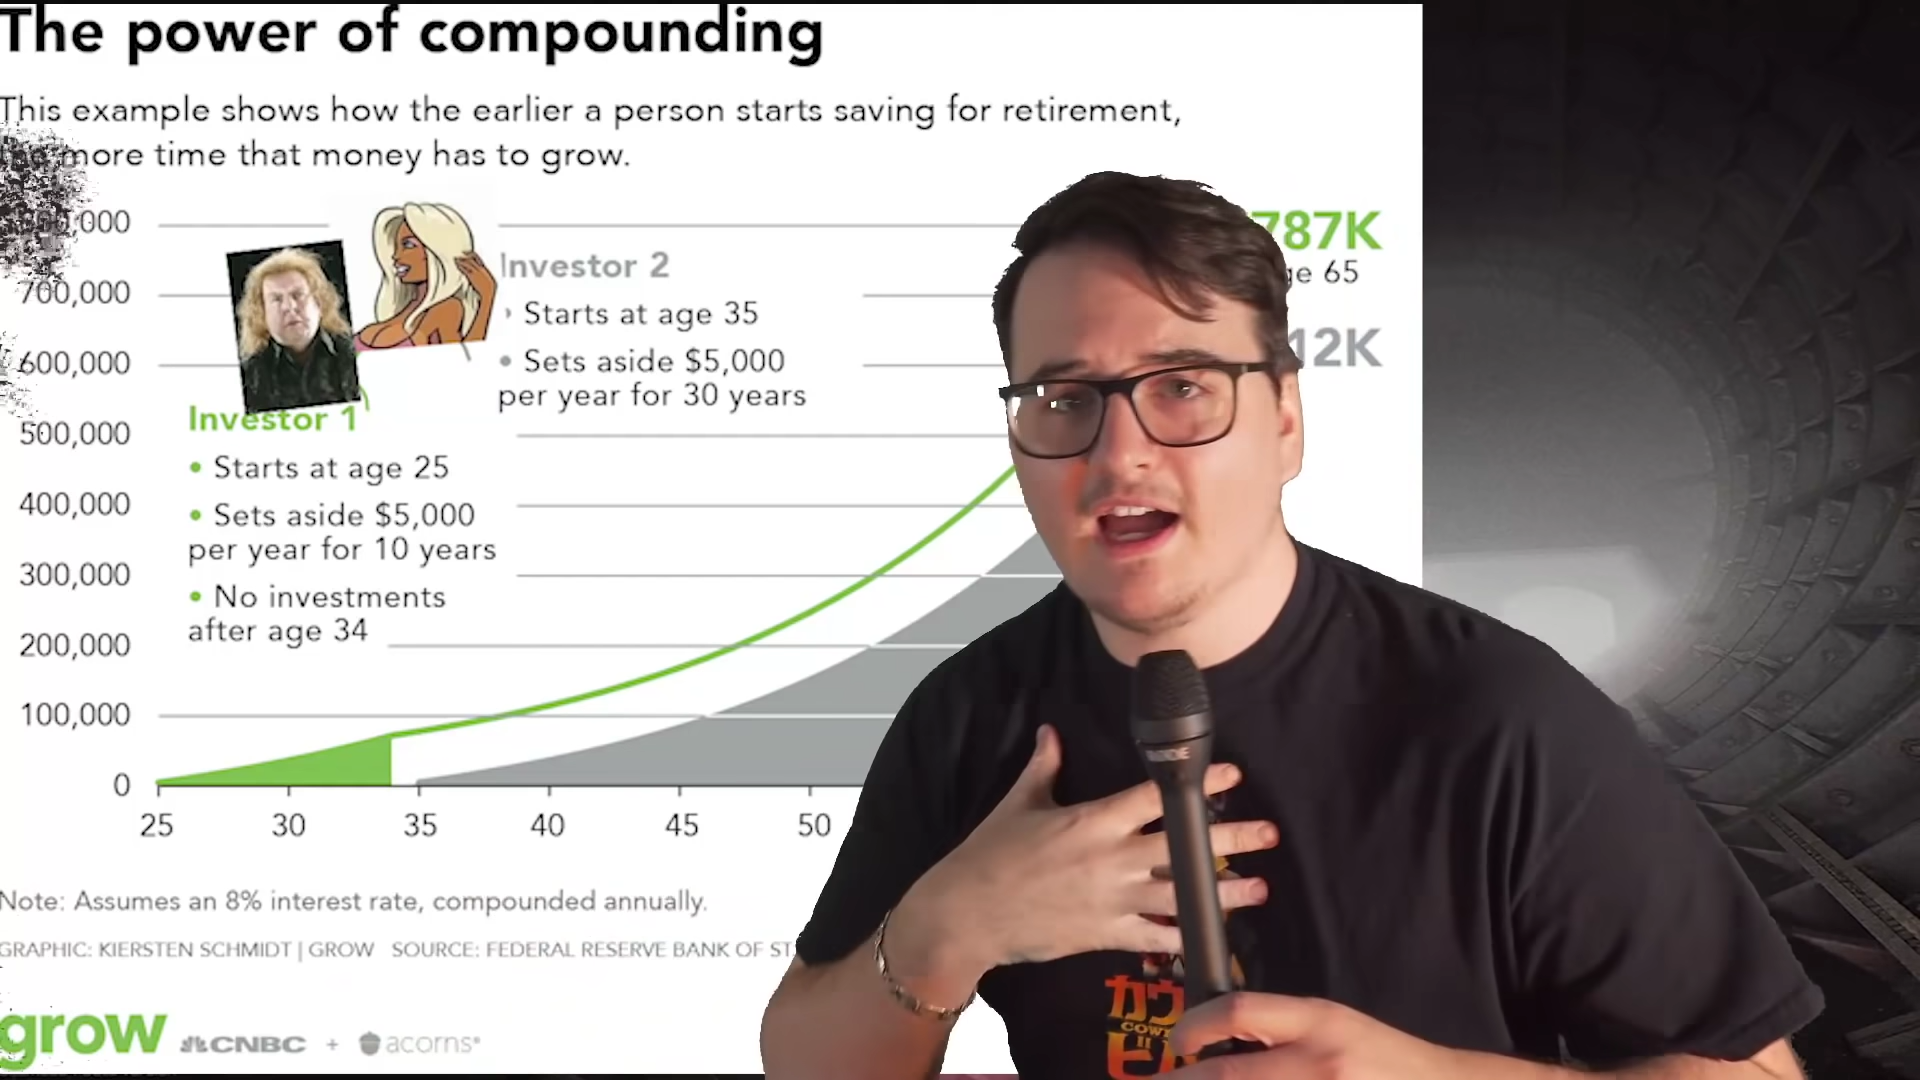 The power of compounding
This example shows how the earlier a person starts saving for retirement,
more time that money has to grow.
787K
65
12K
700,000
600,000
500,000
400,000
300,000
200,000
100,000
0
Investor 2
Starts at age 35
• Sets aside $5,000
per year for 30 years
Investor 1
• Starts at age 25
• Sets aside $5,000
per year for 10 years
• No investments
after age 34
25 30 35 40 45 50
Note: Assumes an 8% interest rate, compounded annually.
GRAPHIC: KIERSTEN SCHMIDT | GROW SOURCE: FEDERAL RESERVE BANK OF ST.
grow CNBC + acorns®
RODE
カウ
COW